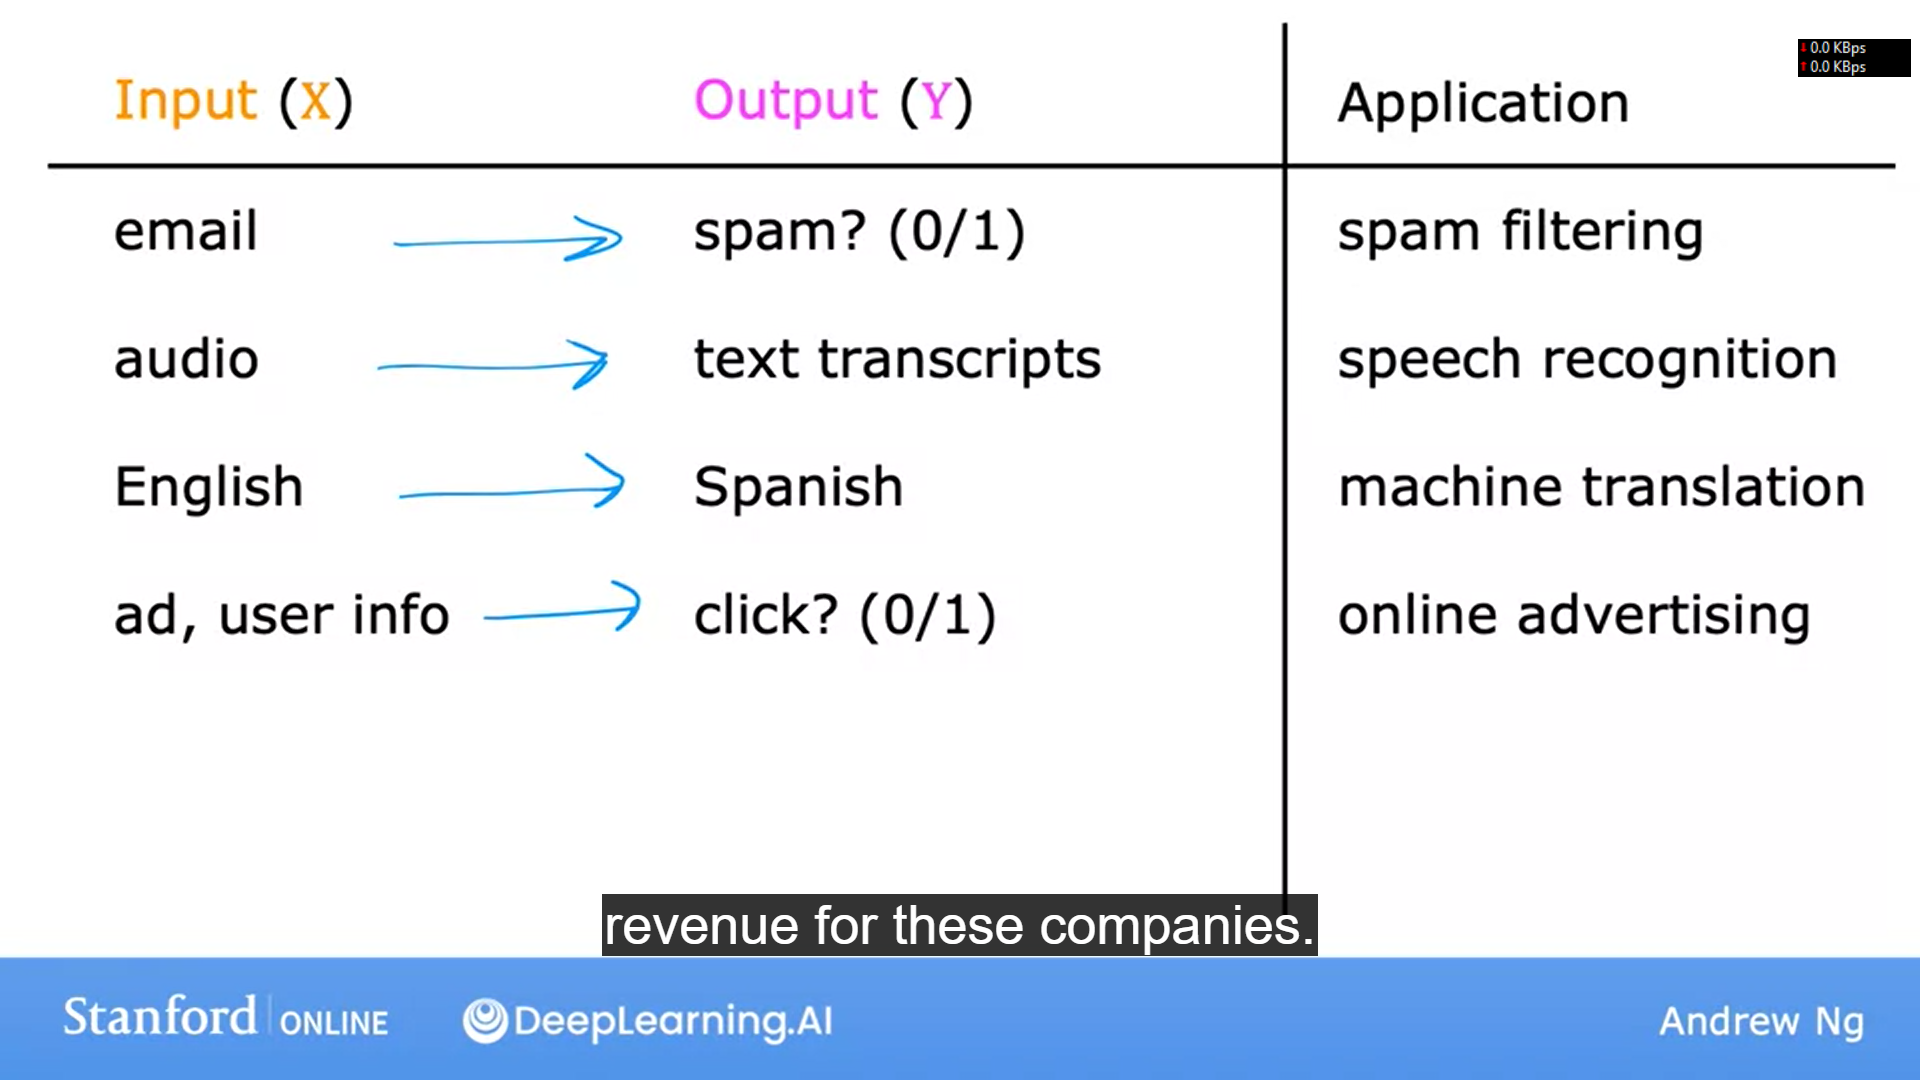 Input (X) Output (Y) Application
0.0 KBps
0.0 KBps
email spam? (0/1) spam filtering
audio text transcripts speech recognition
English Spanish machine translation
ad, user info click? (0/1) online advertising
revenue for these companies.
Stanford ONLINE DeepLearning.AI Andrew Ng